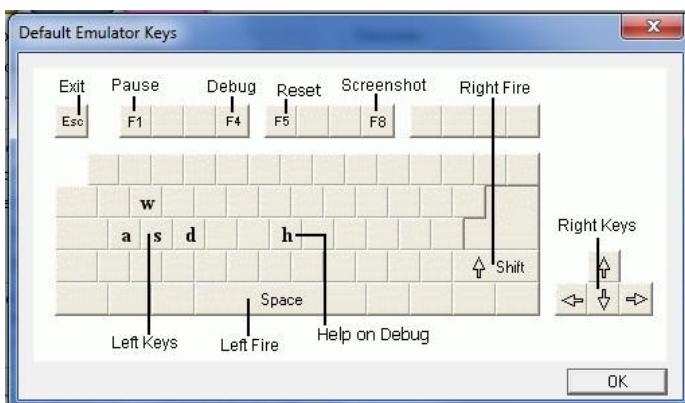 Default Emulator Keys
Exit Pause Debug Reset Screenshot Right Fire
Esc F1 F4 F5 F8
w
a s d h
Right Keys
Shift
Space
Left Keys Left Fire Help on Debug
OK